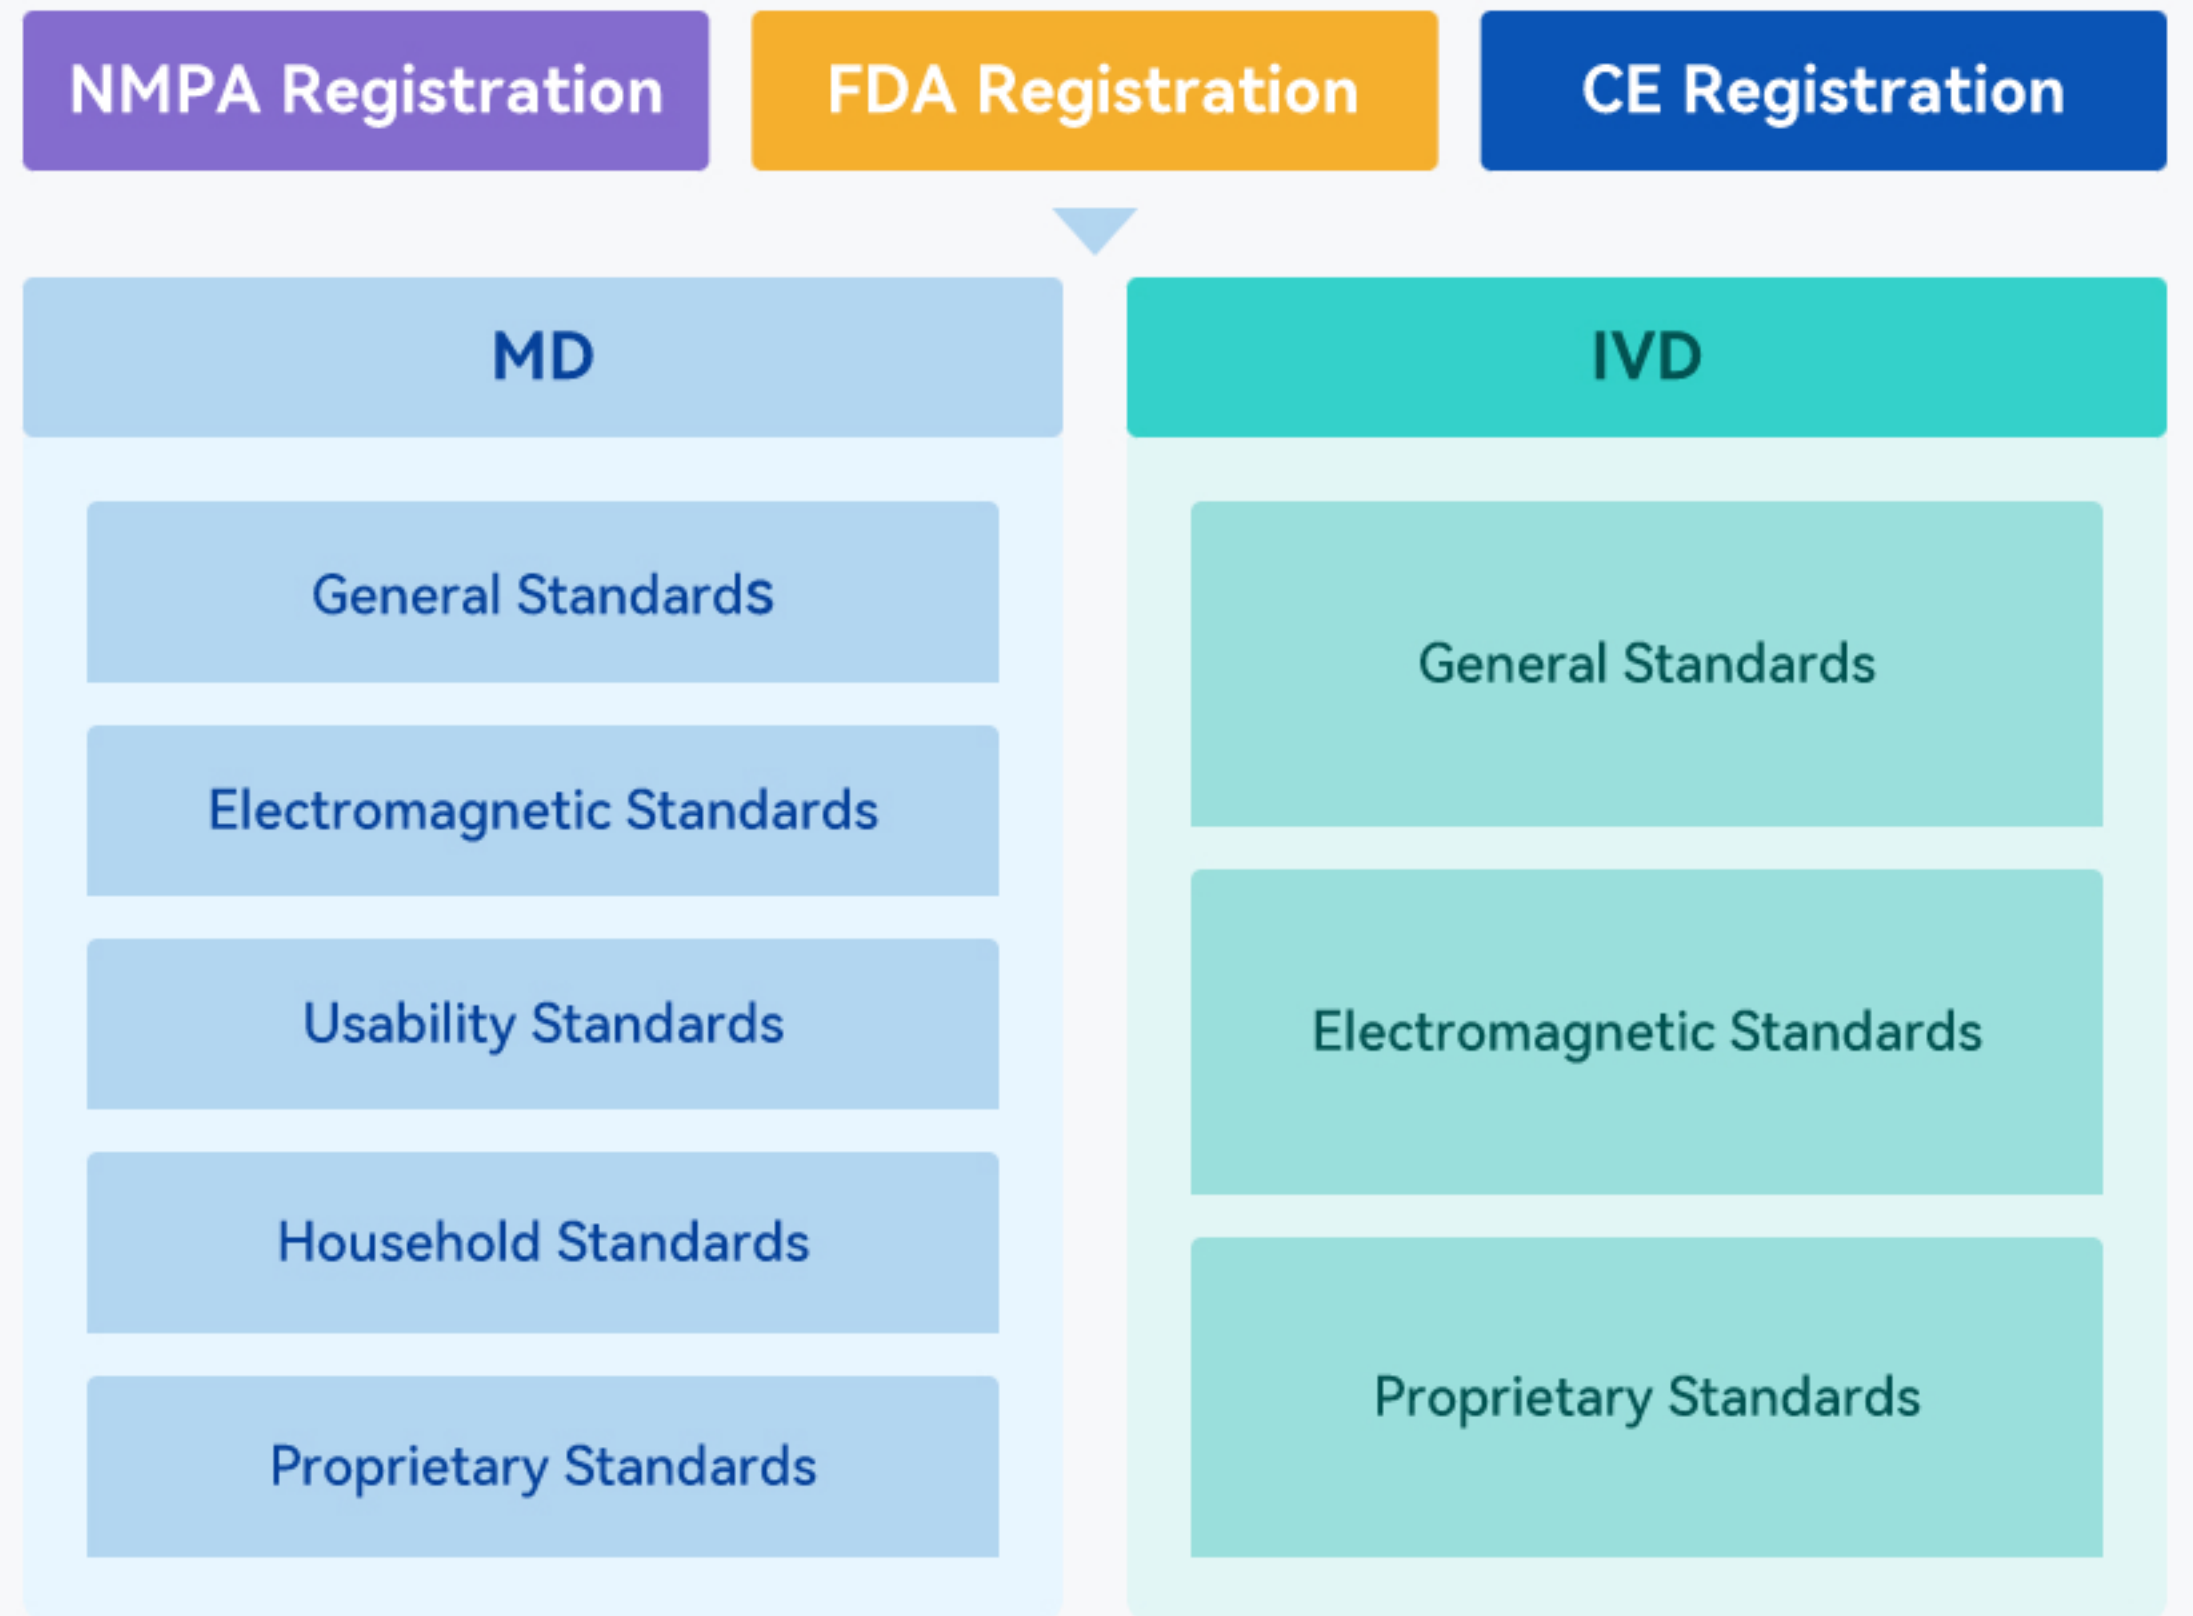 NMPA Registration
FDA Registration
CE Registration
MD
General Standards
Electromagnetic Standards
Usability Standards
Household Standards
Proprietary Standards
IVD
General Standards
Electromagnetic Standards
Proprietary Standards